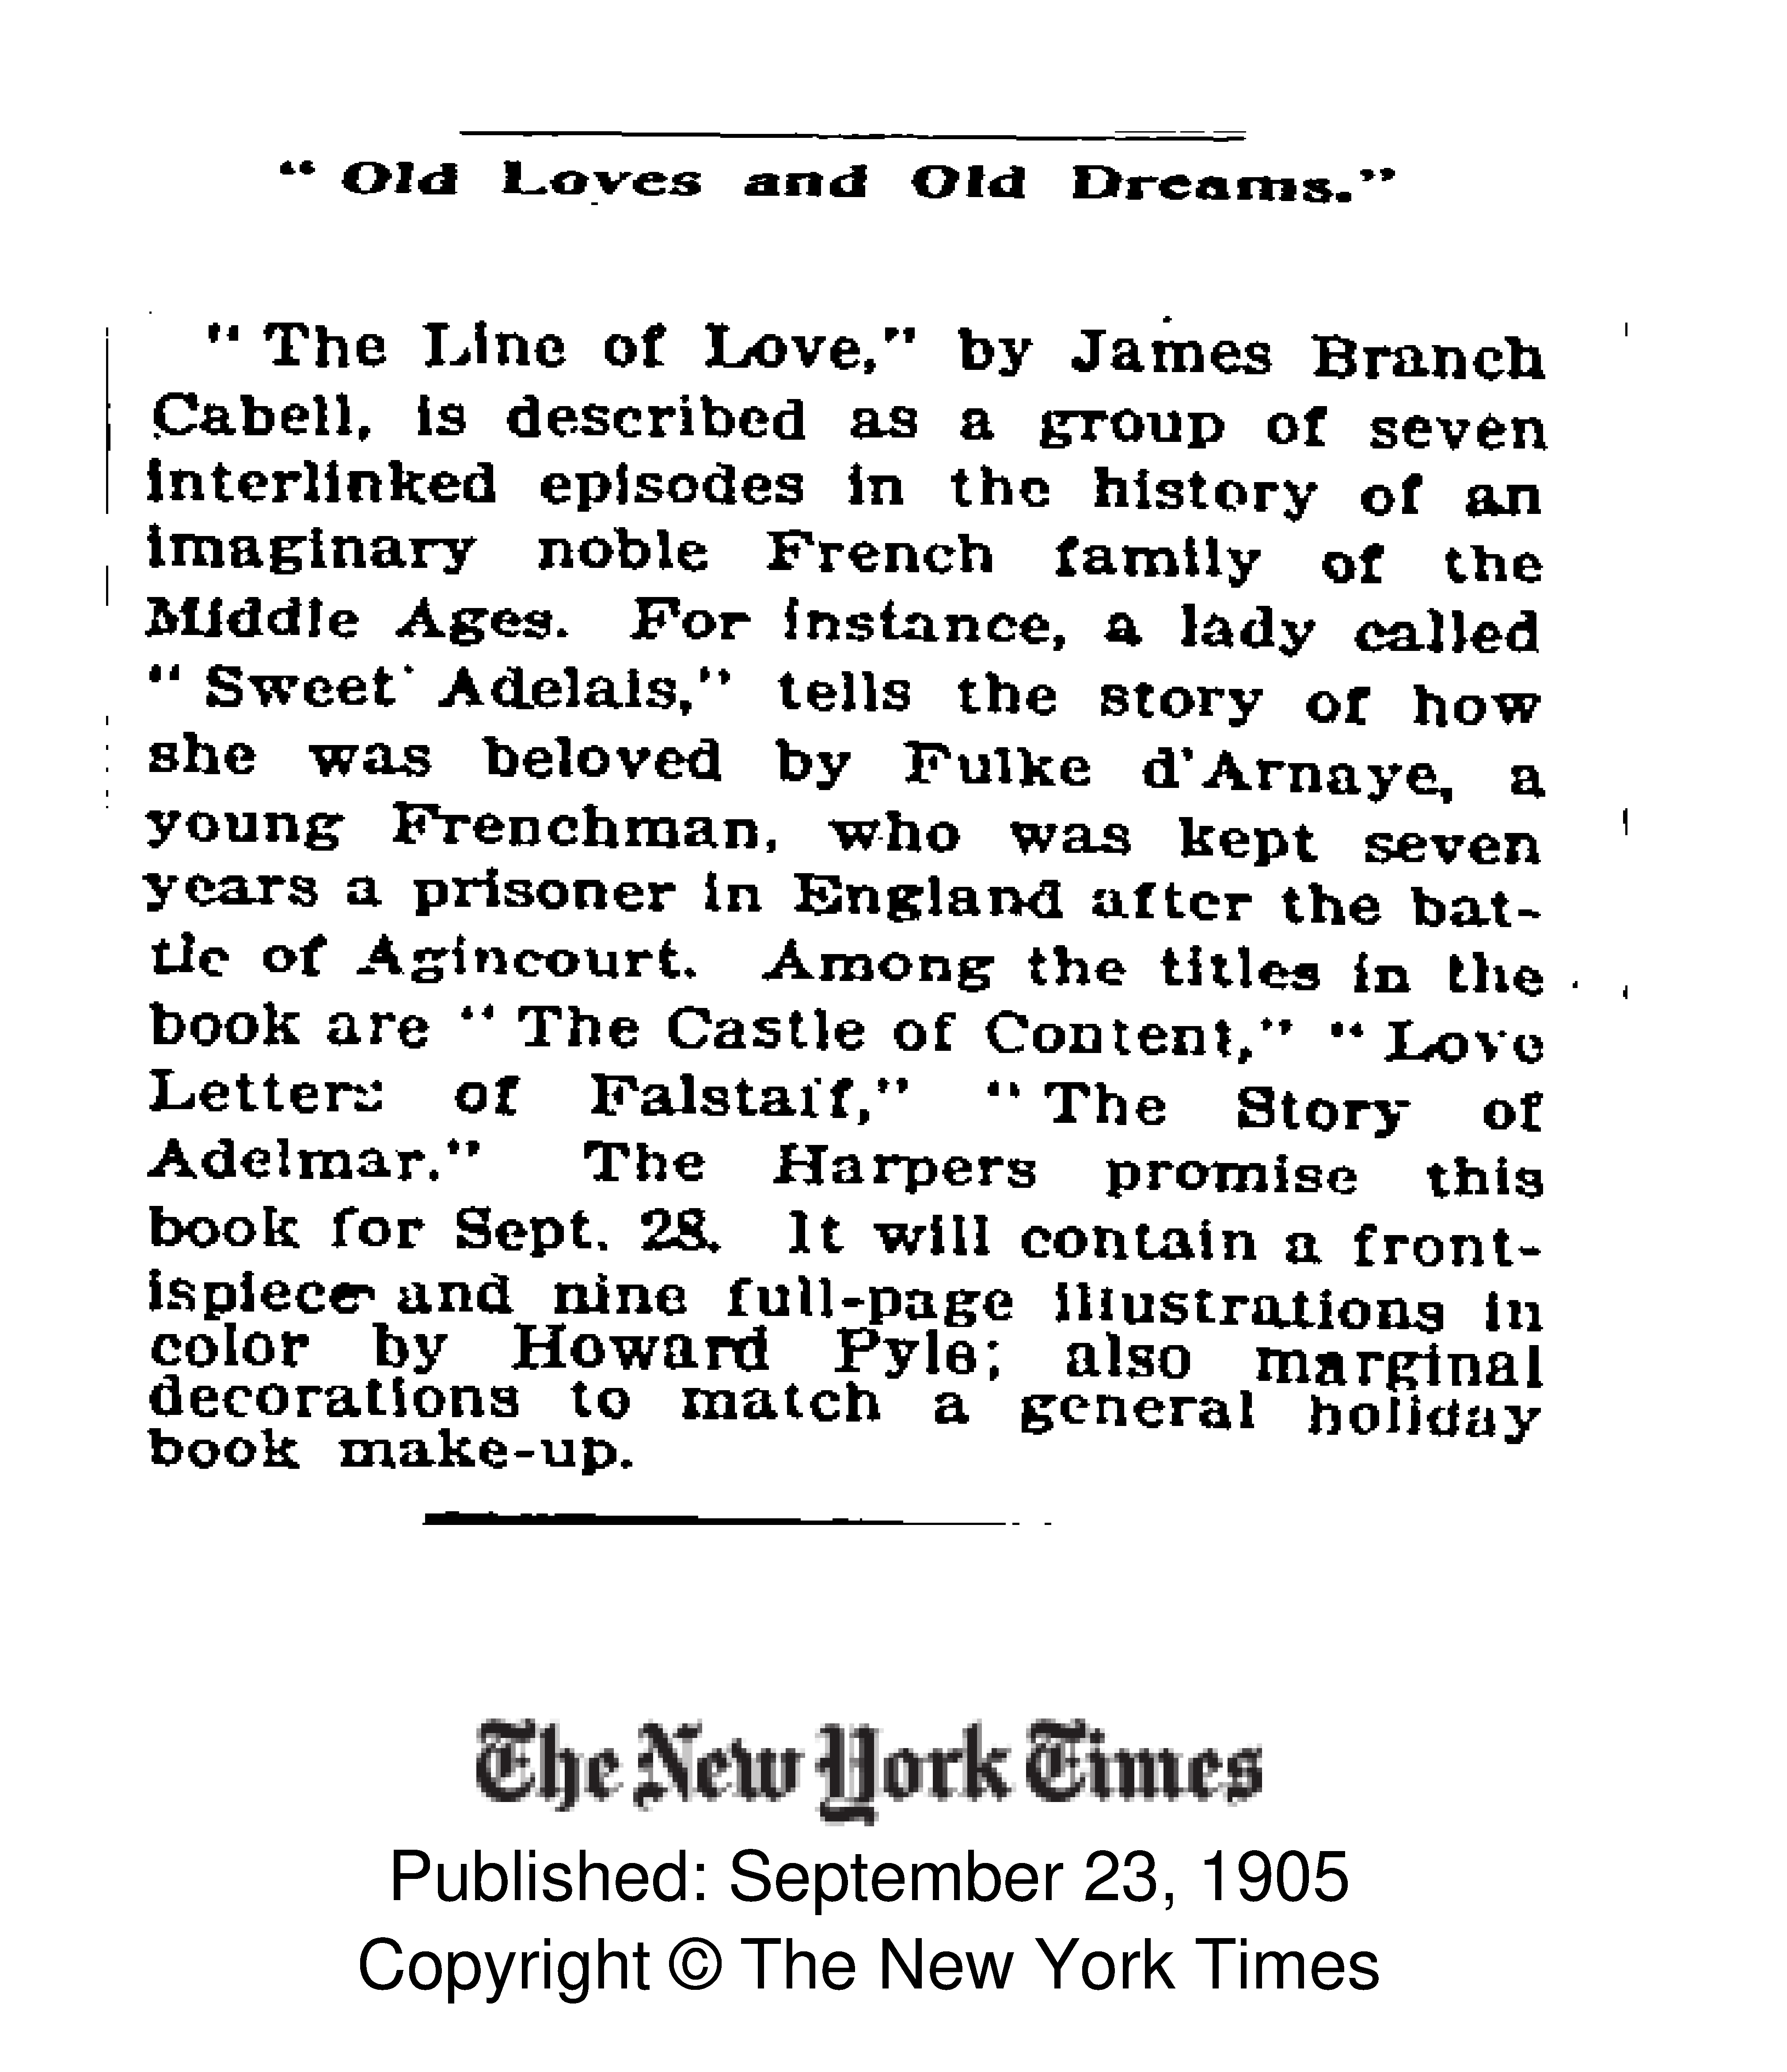 " Old Loves and Old Dreams."
" The Line of Love," by James Branch
Cabell, is described as a group of seven
interlinked episodes in the history of an
imaginary noble French family of the
Middle Ages. For instance, a lady called
" Sweet Adelais," tells the story of how
she was beloved by Fulke d'Arnaye, a
young Frenchman, who was kept seven
years a prisoner in England after the bat-
tle of Agincourt. Among the titles in the
book are " The Castle of Content," " Love
Letters of Falstaff," " The Story of
Adelmar." The Harpers promise this
book for Sept. 28. It will contain a front-
ispiece and nine full-page illustrations in
color by Howard Pyle; also marginal
decorations to match a general holiday
book make-up.
The New York Times
Published: September 23, 1905
Copyright © The New York Times